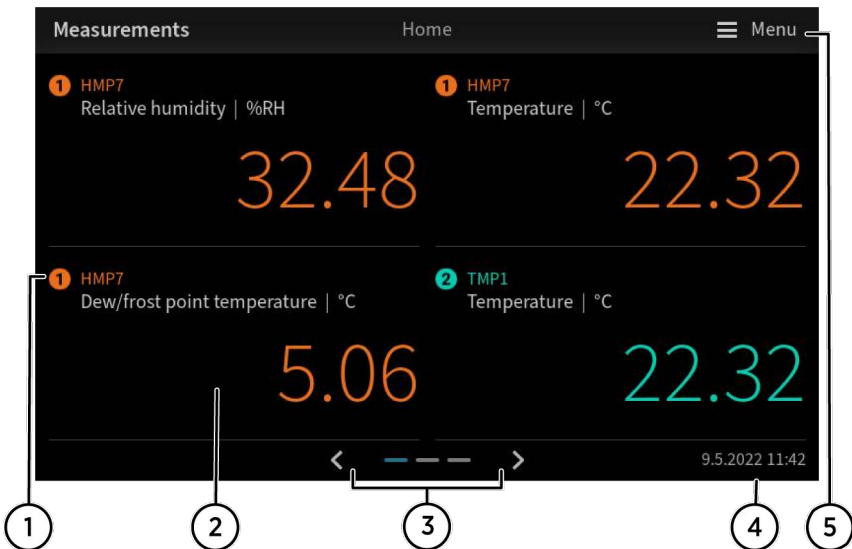 Measurements Home Menu
1 HMP7
Relative humidity | %RH
32.48
1 HMP7
Temperature | °C
22.32
1 HMP7
Dew/frost point temperature | °C
5.06
2 TMP1
Temperature | °C
22.32
9.5.2022 11:42
1 2 3 4 5